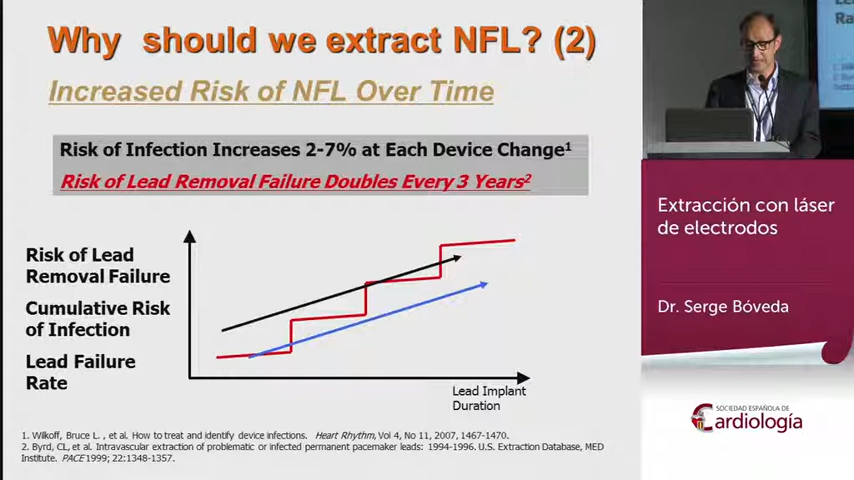 Why should we extract NFL? (2)
Increased Risk of NFL Over Time
Risk of Infection Increases 2-7% at Each Device Change1
Risk of Lead Removal Failure Doubles Every 3 Years2
Risk of Lead
Removal Failure
Cumulative Risk
of Infection
Lead Failure
Rate
Lead Implant
Duration
1. Wilkoff, Bruce L. , et al. How to treat and identify device infections. Heart Rhythm, Vol 4, No 11, 2007, 1467-1470.
2. Byrd, CL, et al. Intravascular extraction of problematic or infected permanent pacemaker leads: 1994-1996. U.S. Extraction Database, MED
Institute. PACE 1999; 22:1348-1357.
Extracción con láser
de electrodos
Dr. Serge Bóveda
SOCIEDAD ESPAÑOLA DE
Cardiología